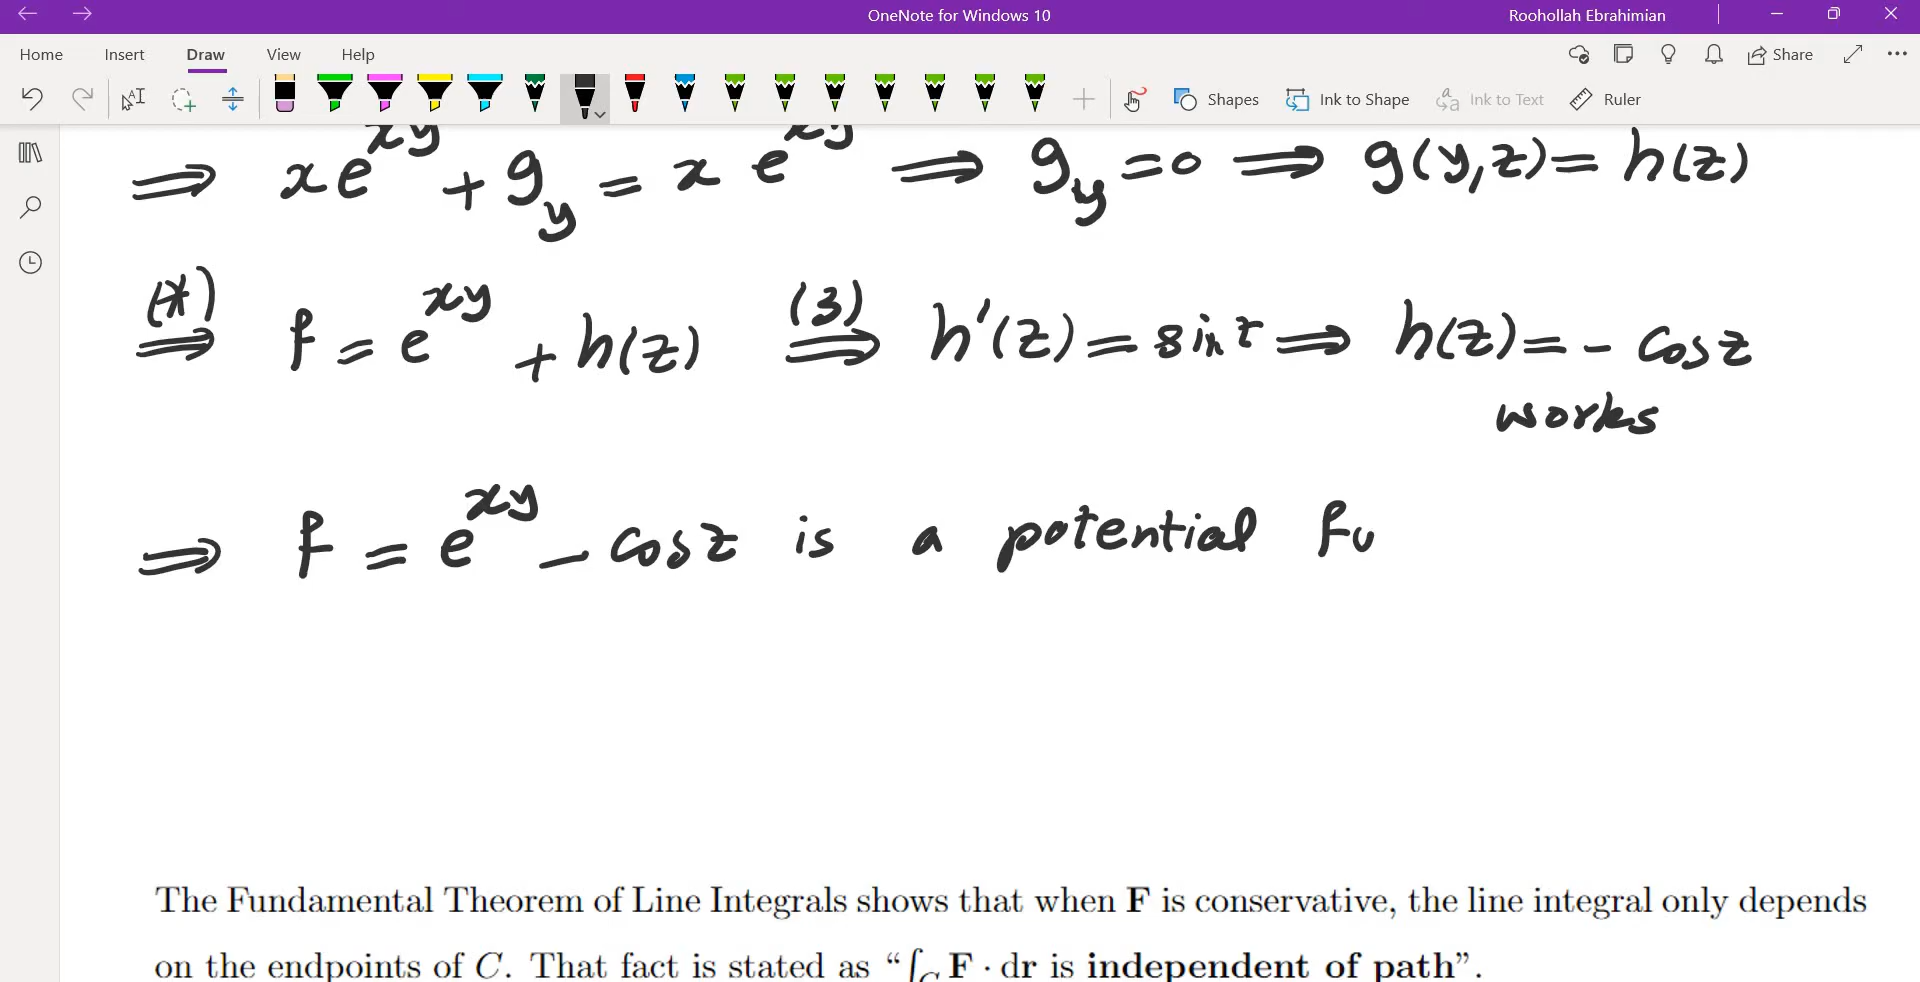 OneNote for Windows 10
Roohollah Ebrahimian
Home Insert Draw View Help Share
Shapes Ink to Shape Ink to Text Ruler
⟹ xe^{xy} + g_y = x e^{xy} ⟹ g_y = 0 ⟹ g(y,z) = h(z)
(*) ⟹ f = e^{xy} + h(z) (3) ⟹ h'(z) = sin z ⟹ h(z) = - cos z
works
⟹ f = e^{xy} - cos z is a potential fu
The Fundamental Theorem of Line Integrals shows that when F is conservative, the line integral only depends
on the endpoints of C. That fact is stated as “∫_C F · dr is independent of path”.